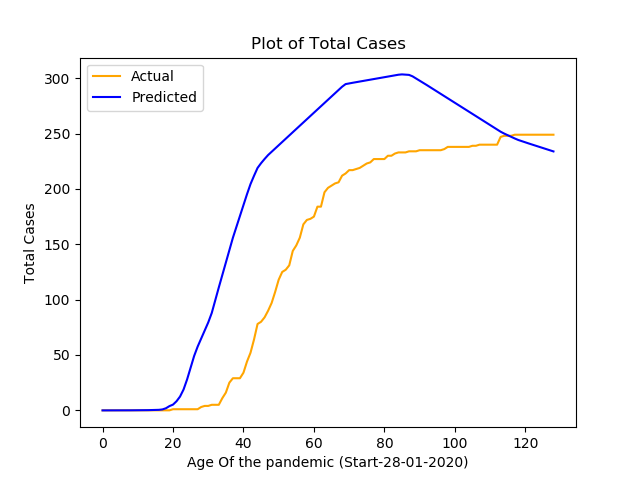 Plot of Total Cases
Actual
Predicted
300
250
200
150
100
50
0
Total Cases
0 20 40 60 80 100 120
Age Of the pandemic (Start-28-01-2020)